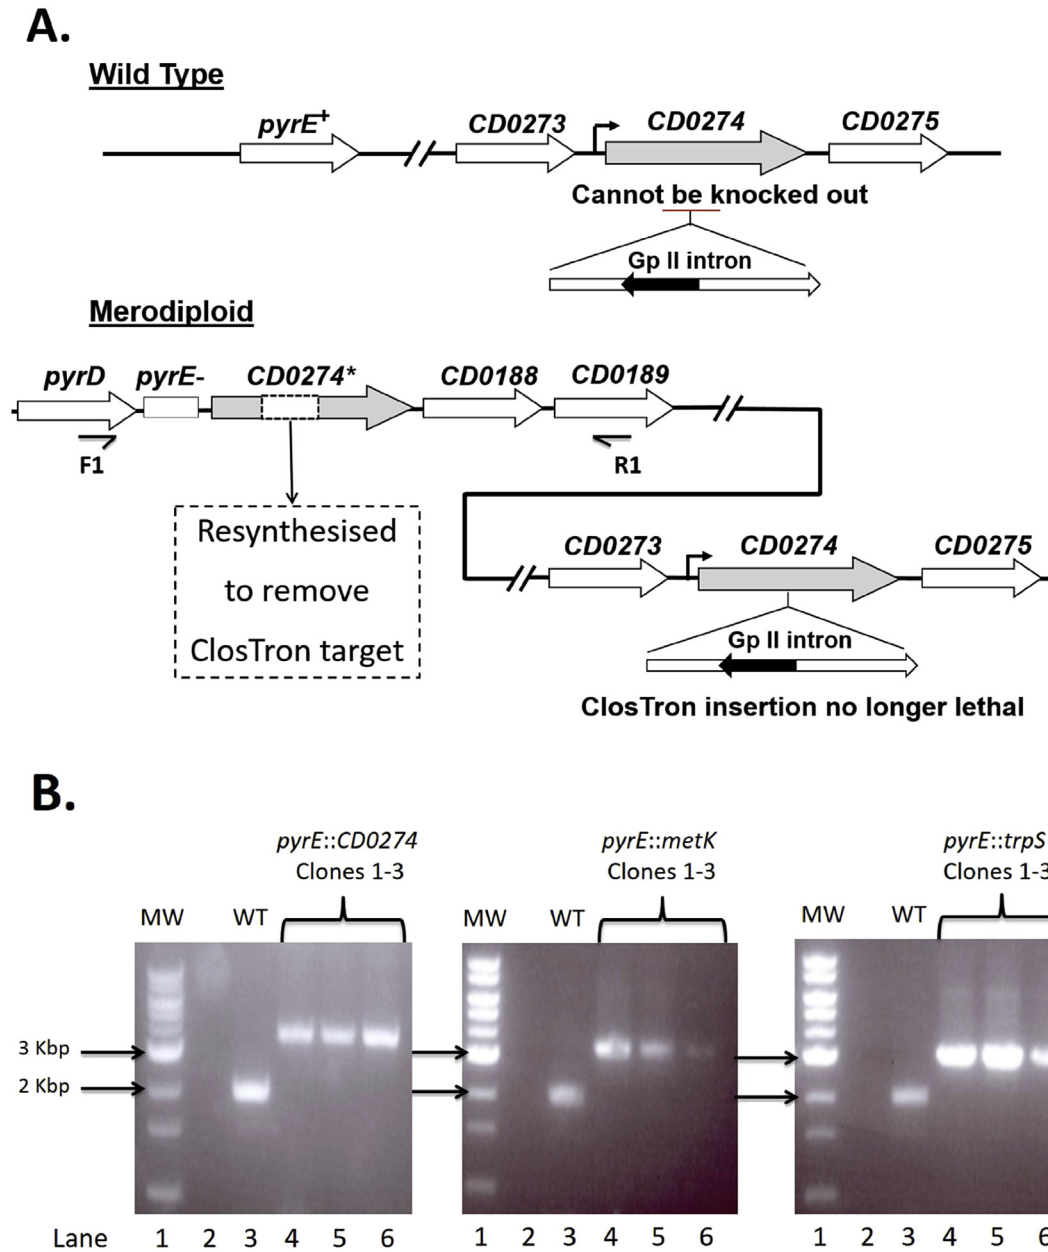 A.
Wild Type
pyrE+ CD0273 CD0274 CD0275
Cannot be knocked out
Gp II intron
Merodiploid
pyrD pyrE- CD0274* CD0188 CD0189
F1 R1
Resynthesised
to remove
ClosTron target
CD0273 CD0274 CD0275
Gp II intron
ClosTron insertion no longer lethal
B.
pyrE::CD0274 pyrE::metK pyrE::trpS
Clones 1-3 Clones 1-3 Clones 1-3
MW WT MW WT MW WT
3 Kbp
2 Kbp
Lane 1 2 3 4 5 6 1 2 3 4 5 6 1 2 3 4 5 6